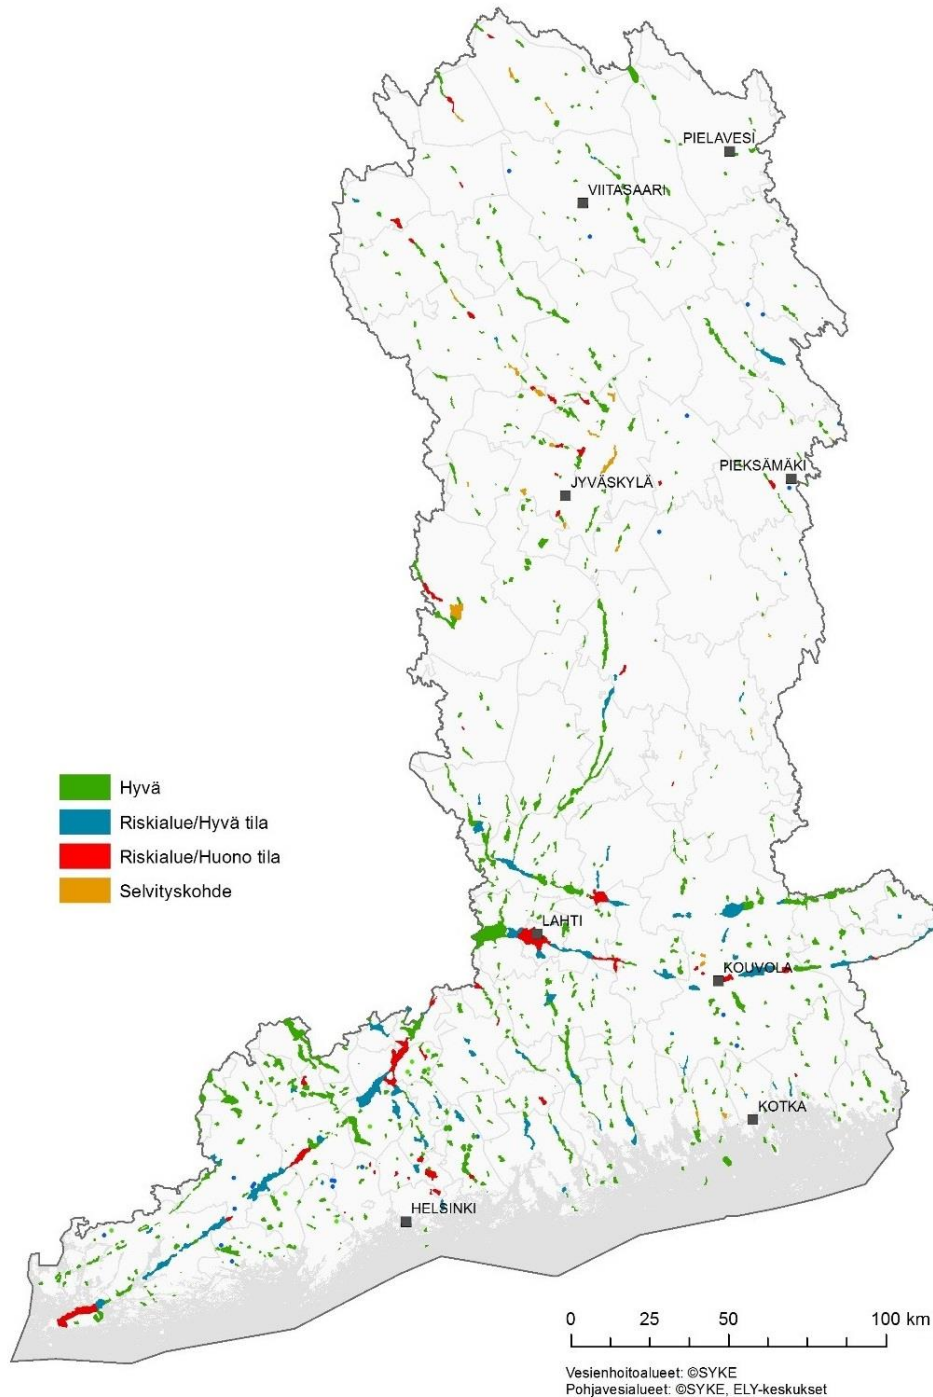 PIELAVESI
VIITASAARI
PIEKSÄMÄKI
JYVÄSKYLÄ
Hyvä
Riskialue/Hyvä tila
Riskialue/Huono tila
Selvityskohde
LAHTI
KOUVOLA
KOTKA
HELSINKI
0 25 50 100 km
Vesienhoitoalueet: ©SYKE
Pohjavesialueet: ©SYKE, ELY-keskukset